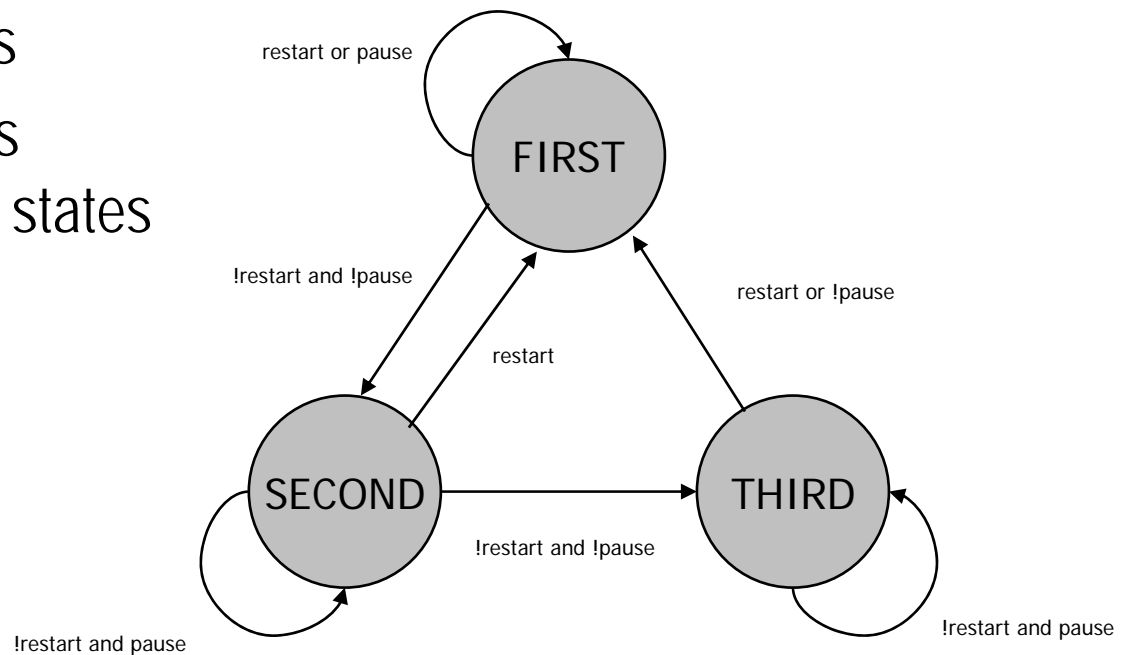 s
restart or pause
s
FIRST
states
!restart and !pause
restart or !pause
restart
SECOND
THIRD
!restart and !pause
!restart and pause
!restart and pause